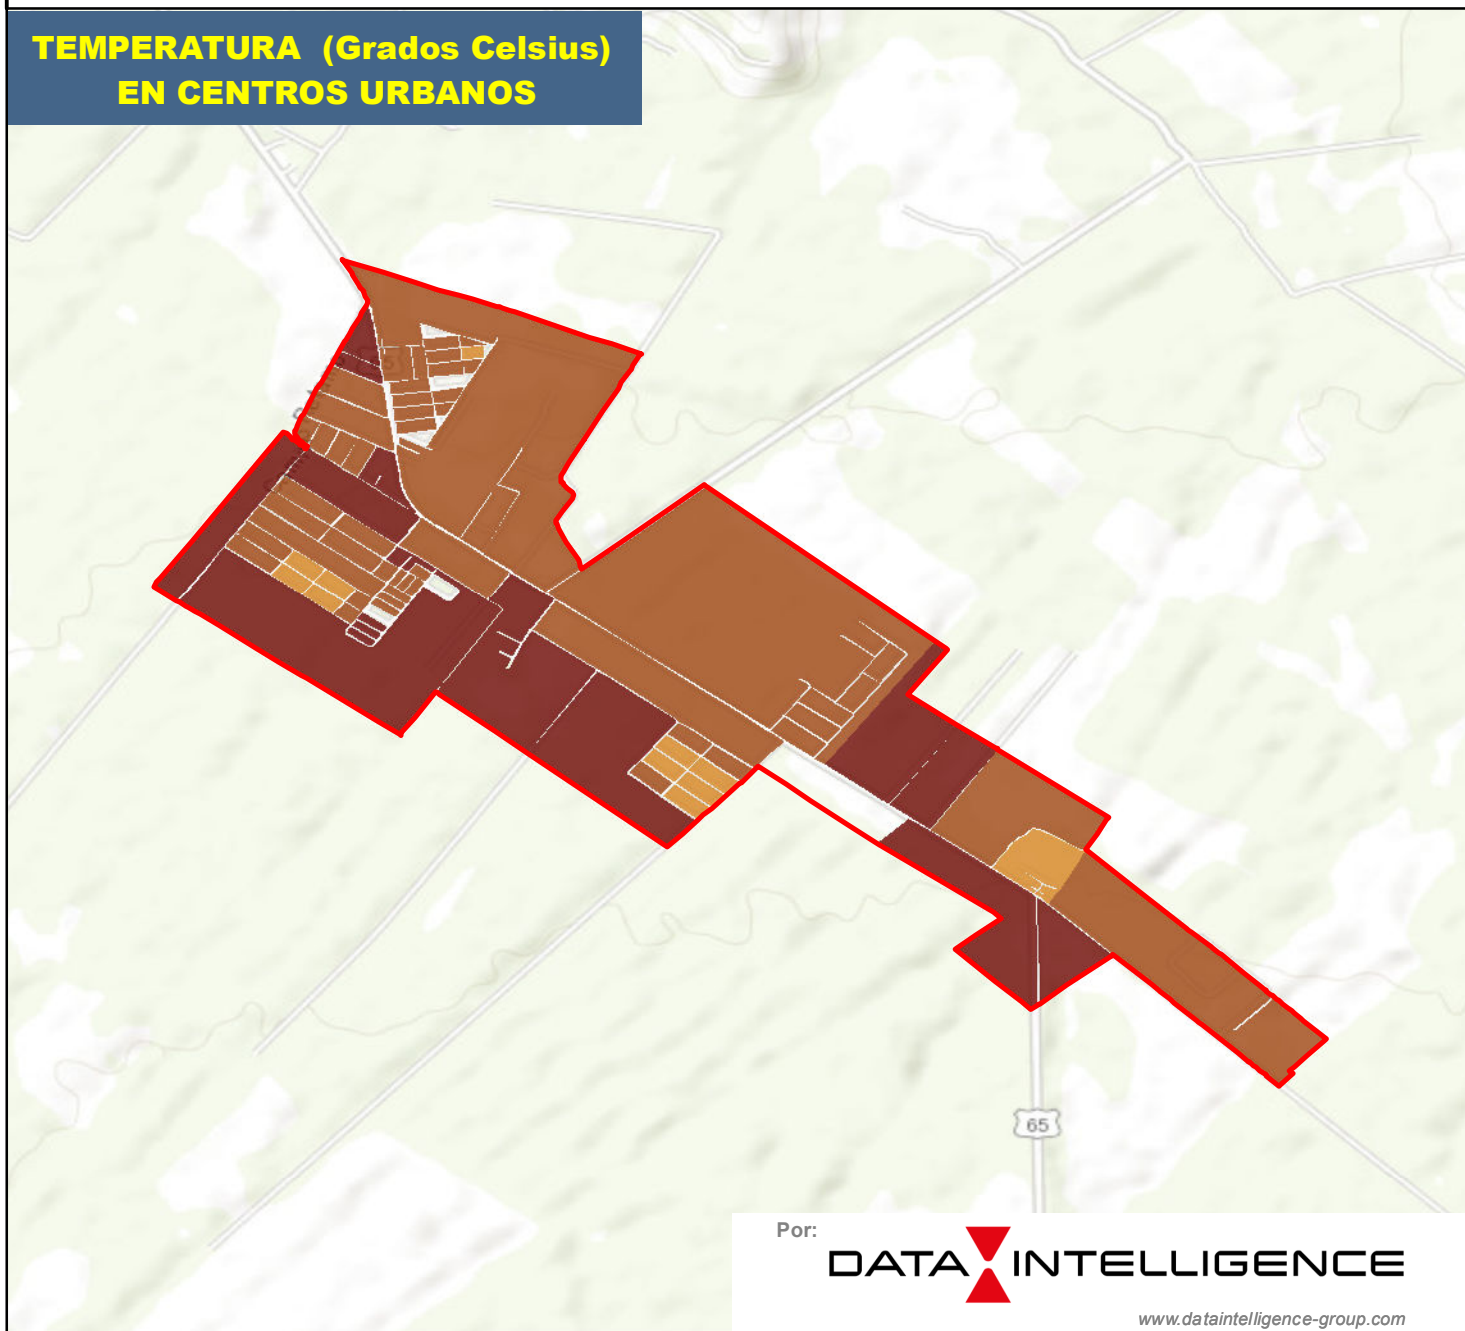 TEMPERATURA (Grados Celsius)
EN CENTROS URBANOS
65
Por:
DATA INTELLIGENCE
www.dataintelligence-group.com